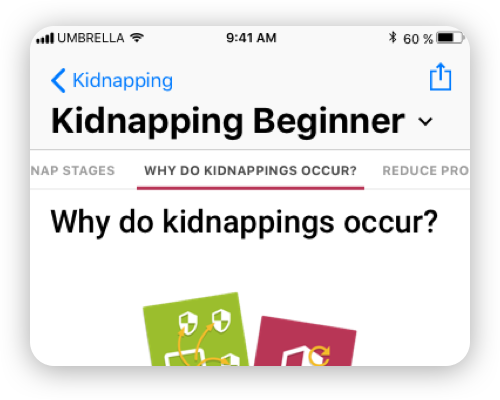 UMBRELLA 9:41 AM 60 %
Kidnapping
Kidnapping Beginner
NAP STAGES WHY DO KIDNAPPINGS OCCUR? REDUCE PRO
Why do kidnappings occur?